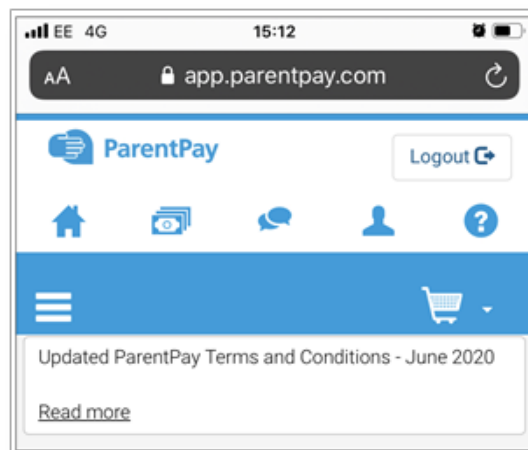 EE 4G 15:12
AA app.parentpay.com
ParentPay
Logout
?
Updated ParentPay Terms and Conditions - June 2020
Read more